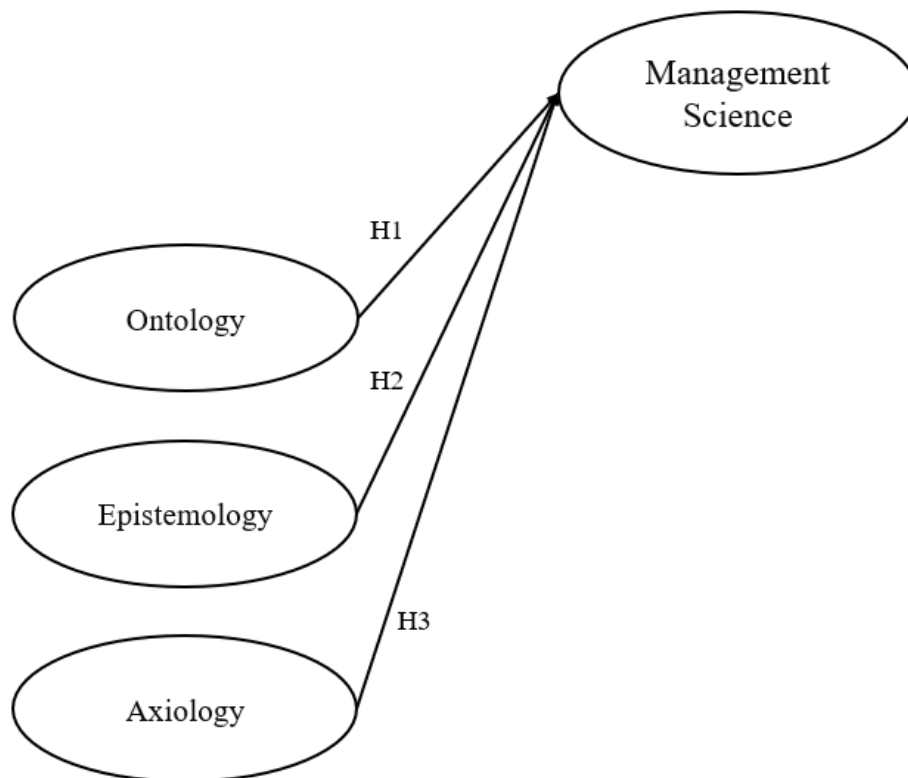 Management
Science
H1
Ontology
H2
Epistemology
H3
Axiology